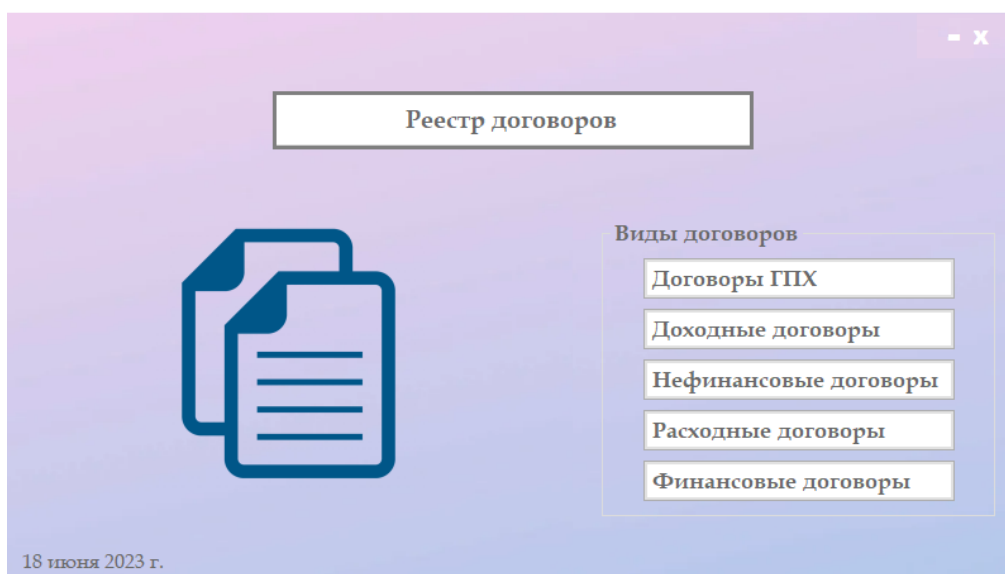 - x
Реестр договоров
Виды договоров
Договоры ГПХ
Доходные договоры
Нефинансовые договоры
Расходные договоры
Финансовые договоры
18 июня 2023 г.